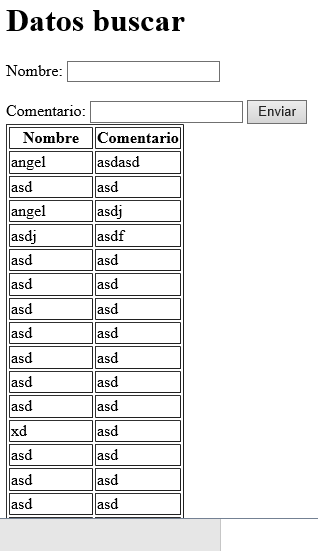 Datos buscar
Nombre:
Comentario: Enviar
Nombre Comentario
angel asdasd
asd asd
angel asdj
asdj asdf
asd asd
asd asd
asd asd
asd asd
asd asd
asd asd
asd asd
xd asd
asd asd
asd asd
asd asd